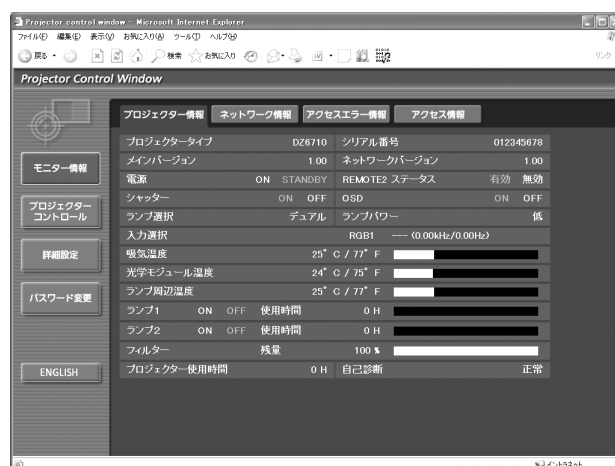 Projector control window - Microsoft Internet Explorer
ファイル(F) 編集(E) 表示(V) お気に入り(A) ツール(T) ヘルプ(H)
戻る 検索 お気に入り リンク
Projector Control Window
プロジェクター情報 ネットワーク情報 アクセスエラー情報 アクセス情報
モニター情報
プロジェクター
コントロール
詳細設定
パスワード変更
ENGLISH
プロジェクタータイプ DZ6710 シリアル番号 012345678
メインバージョン 1.00 ネットワークバージョン 1.00
電源 ON STANDBY REMOTE2 ステータス 有効 無効
シャッター ON OFF OSD ON OFF
ランプ選択 デュアル ランプパワー 低
入力選択 RGB1 --- (0.00kHz/0.00Hz)
吸気温度 25° C / 77° F
光学モジュール温度 24° C / 75° F
ランプ周辺温度 25° C / 77° F
ランプ1 ON OFF 使用時間 0 H
ランプ2 ON OFF 使用時間 0 H
フィルター 残量 100 %
プロジェクター使用時間 0 H 自己診断 正常
イントラネット